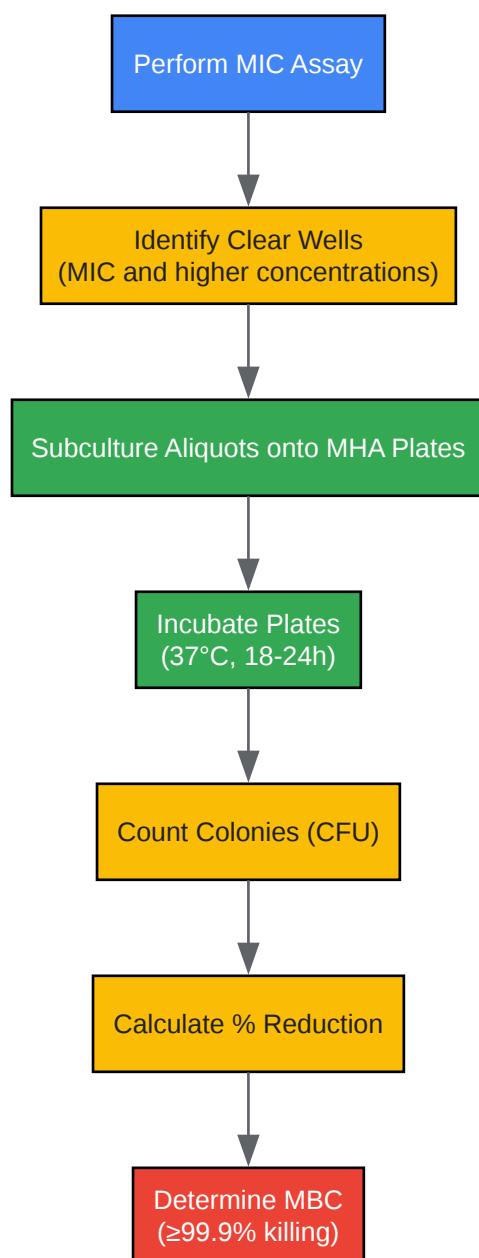 Perform MIC Assay
Identify Clear Wells
(MIC and higher concentrations)
Subculture Aliquots onto MHA Plates
Incubate Plates
(37°C, 18-24h)
Count Colonies (CFU)
Calculate % Reduction
Determine MBC
(≥99.9% killing)